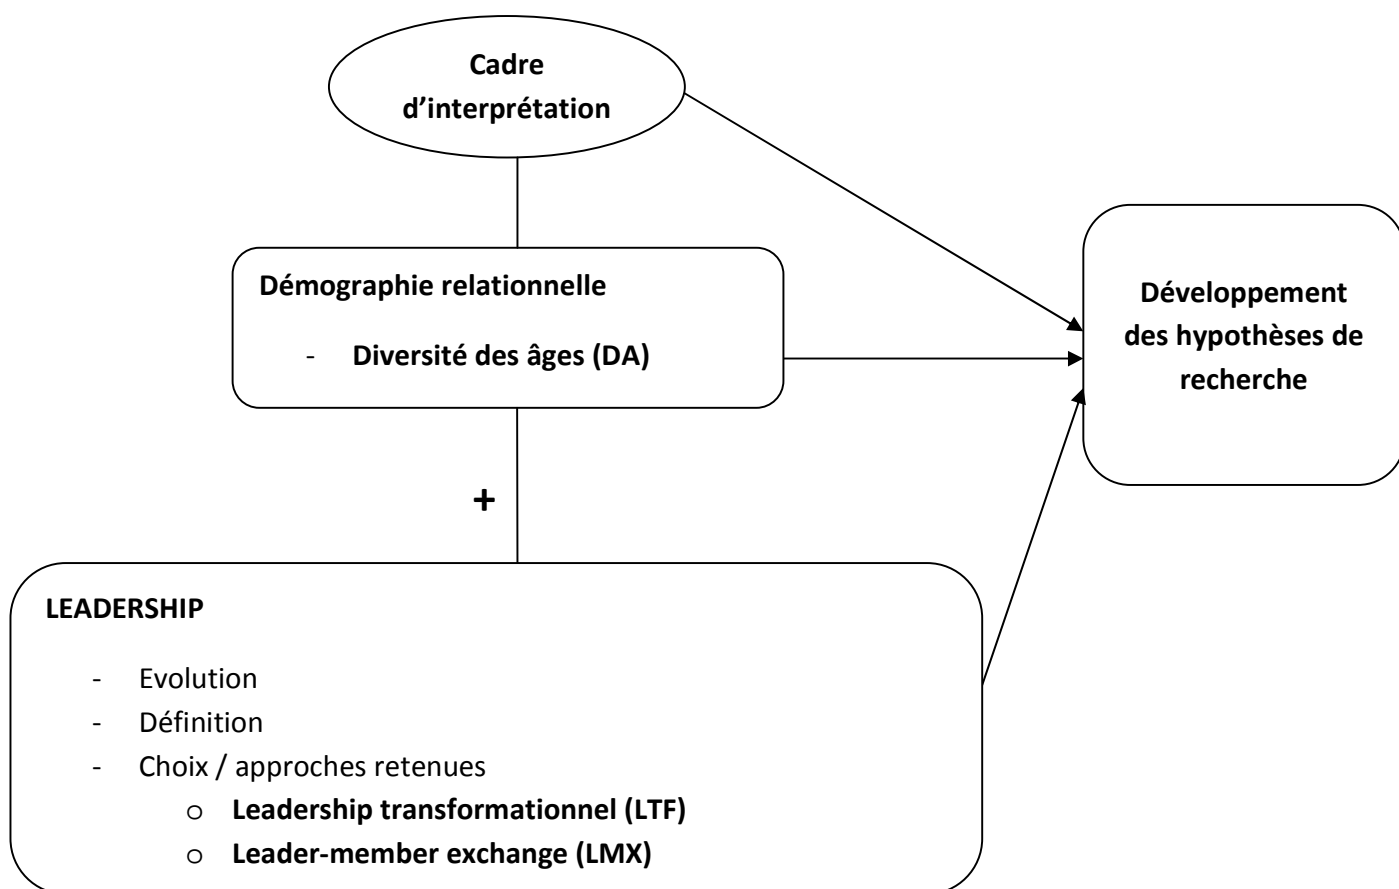 Cadre
d’interprétation
Démographie relationnelle
- Diversité des âges (DA)
Développement
des hypothèses de
recherche
+
LEADERSHIP
- Evolution
- Définition
- Choix / approches retenues
o Leadership transformationnel (LTF)
o Leader-member exchange (LMX)